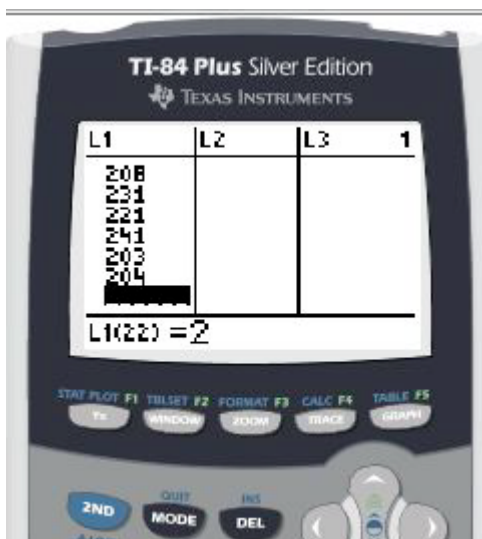 TI-84 Plus Silver Edition
TEXAS INSTRUMENTS
L1 L2 L3 1
208
231
221
241
203
204
L1(22) =2
STAT PLOT F1 TBLSET F2 FORMAT F3 CALC F4 TABLE F5
Y= WINDOW ZOOM TRACE GRAPH
QUIT INS
2ND MODE DEL